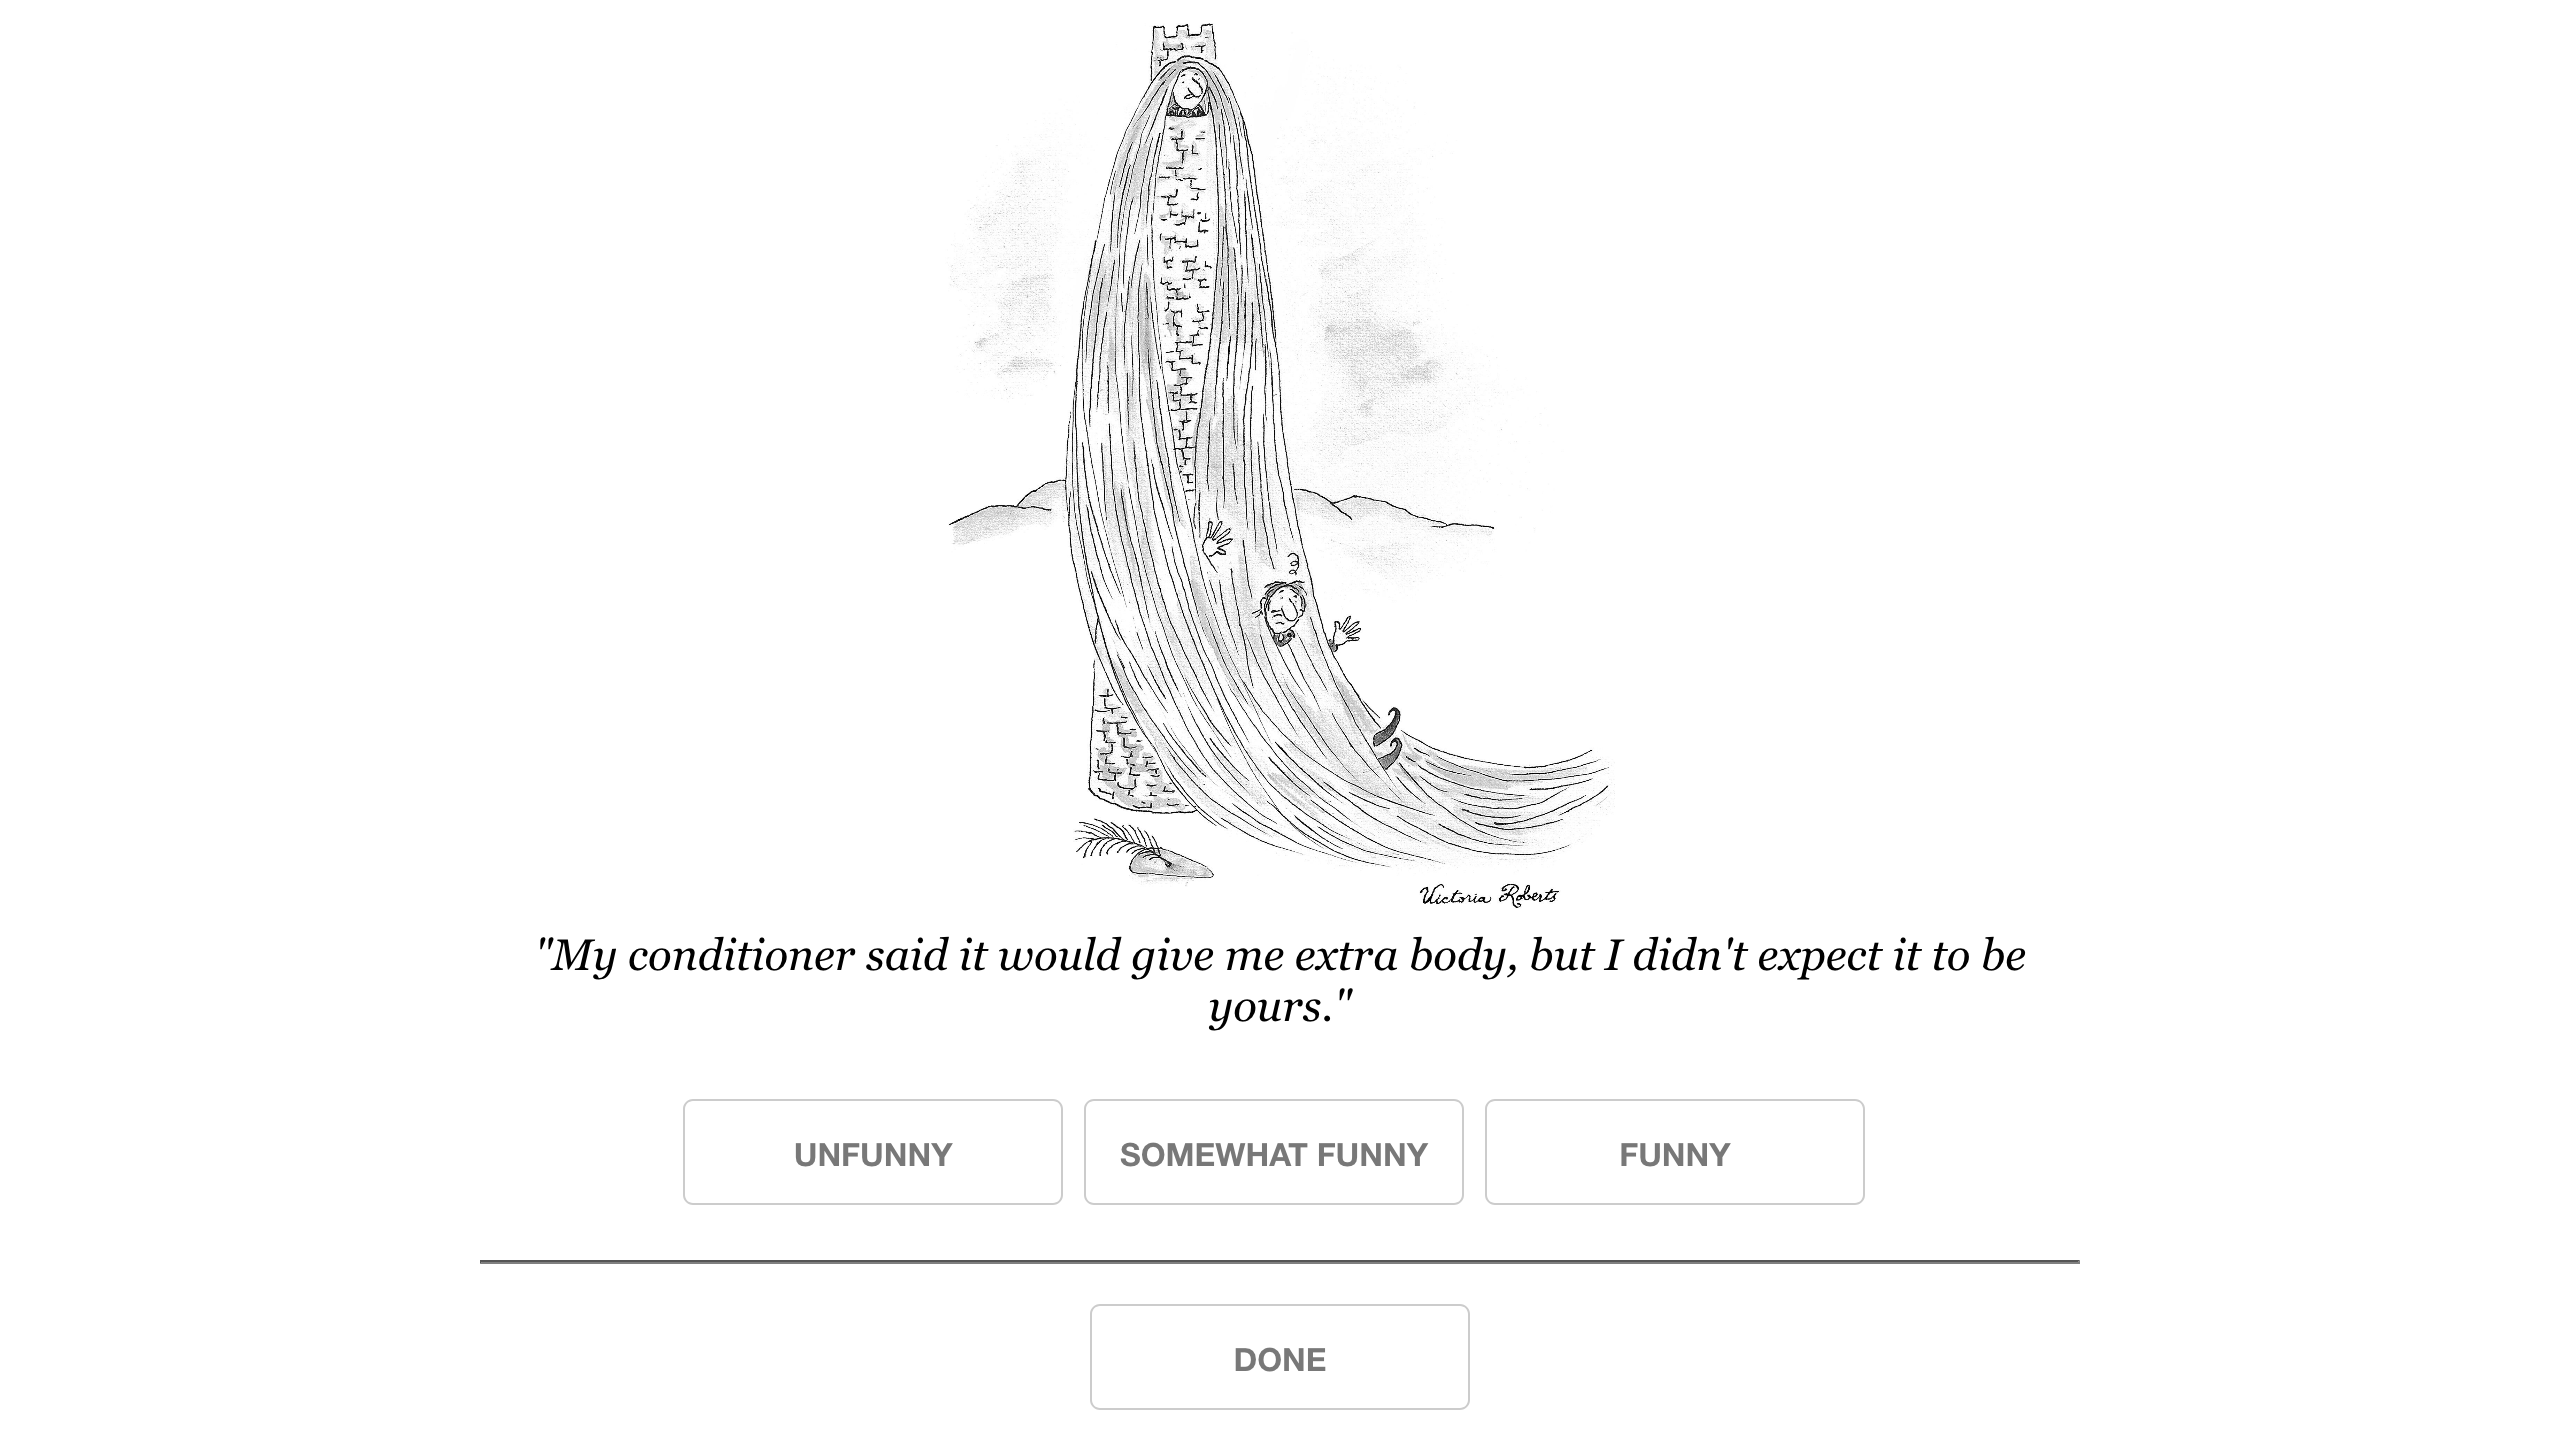 Victoria Roberts
"My conditioner said it would give me extra body, but I didn't expect it to be
yours."
UNFUNNY SOMEWHAT FUNNY FUNNY
DONE